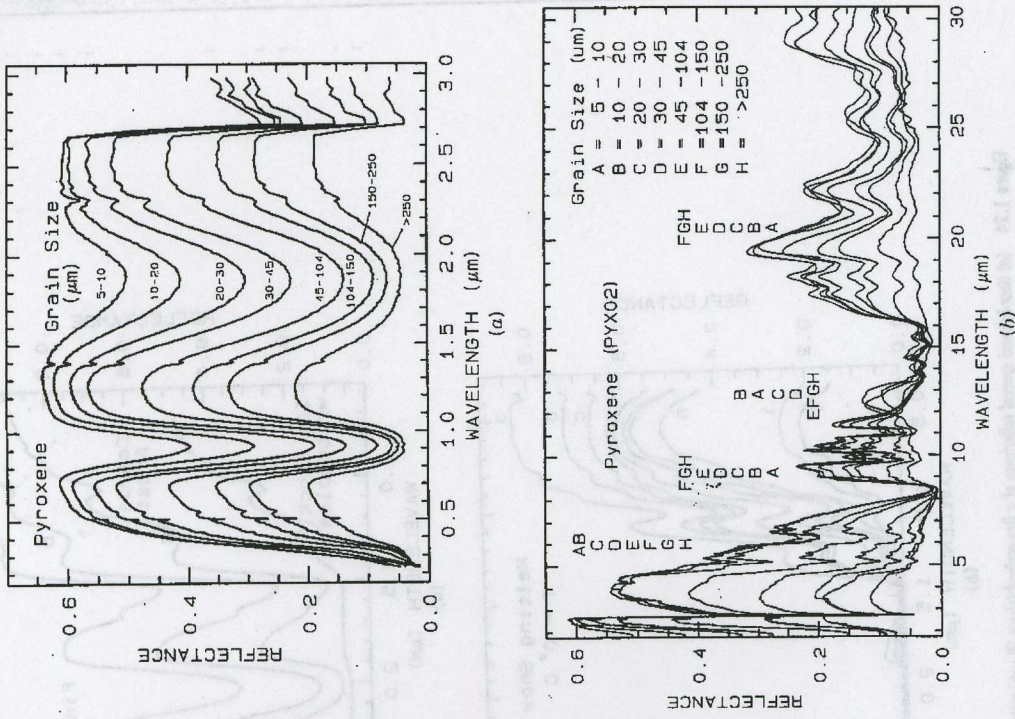 Pyroxene
Grain Size
(µm)
5-10
10-20
20-30
30-45
45-104
104-150
150-250
>250
REFLECTANCE
0.0
0.2
0.4
0.6
0.5
1.0
1.5
2.0
2.5
3.0
WAVELENGTH (µm)
(a)
Pyroxene (PYX02)
Grain Size (um)
A = 5 - 10
B = 10 - 20
C = 20 - 30
D = 30 - 45
E = 45 -104
F =104 -150
G =150 -250
H = >250
AB
C
D
E
F
G
H
FGH
E
D
C
B
A
B
A
C
D
EFGH
FGH
E
D
C
B
A
REFLECTANCE
0.0
0.2
0.4
0.6
5
10
15
20
25
30
WAVELENGTH (µm)
(b)